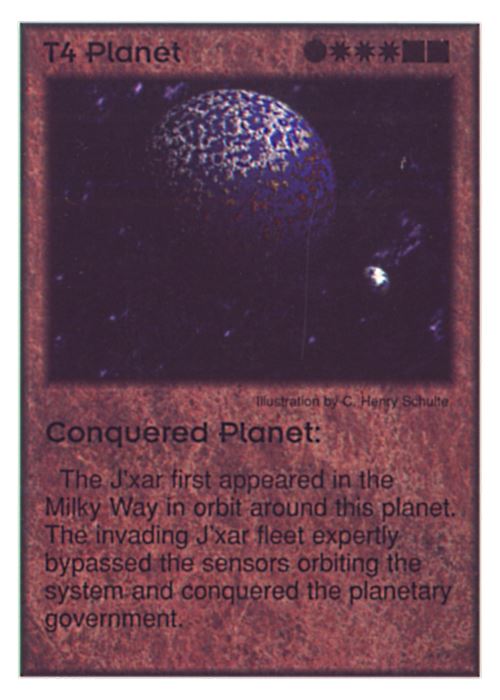 T4 Planet
Illustration by C. Henry Schulte
Conquered Planet:
The J'xar first appeared in the
Milky Way in orbit around this planet.
The invading J'xar fleet expertly
bypassed the sensors orbiting the
system and conquered the planetary
government.